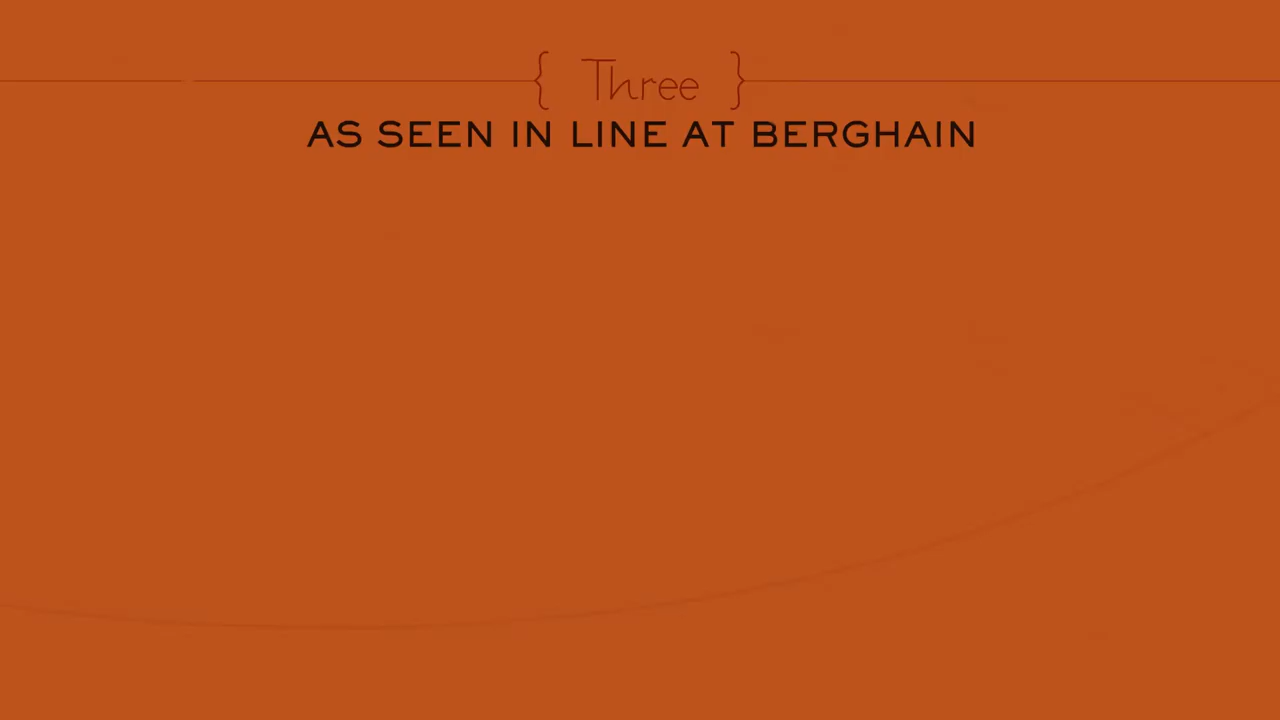 { Three }
AS SEEN IN LINE AT BERGHAIN